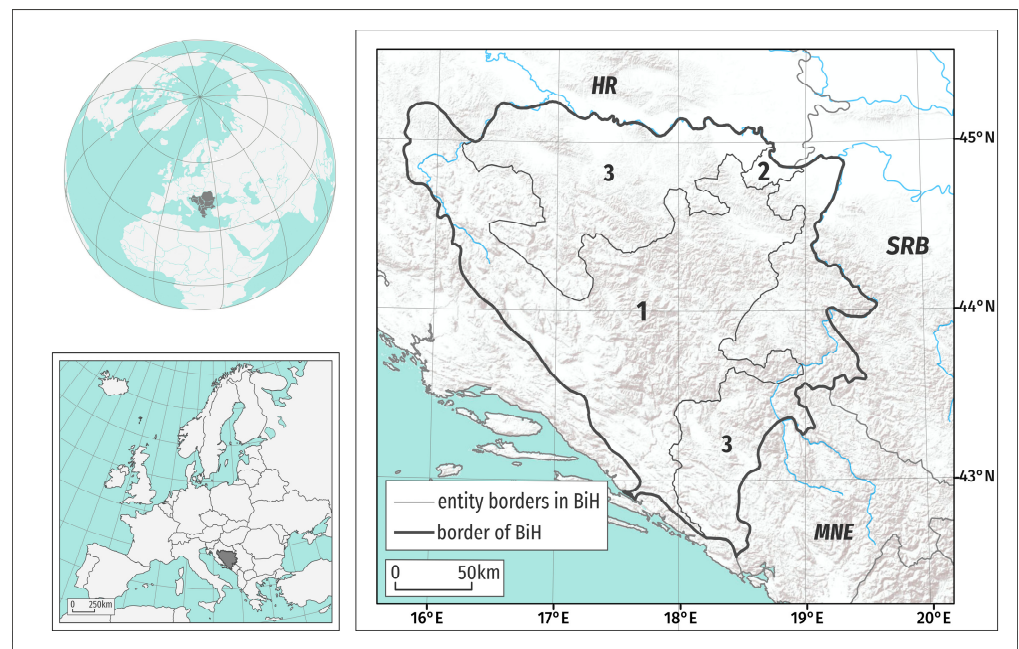 HR
3
2
SRB
1
3
MNE
45°N
44°N
43°N
entity borders in BiH
border of BiH
0 50km
16°E 17°E 18°E 19°E 20°E
0 250km